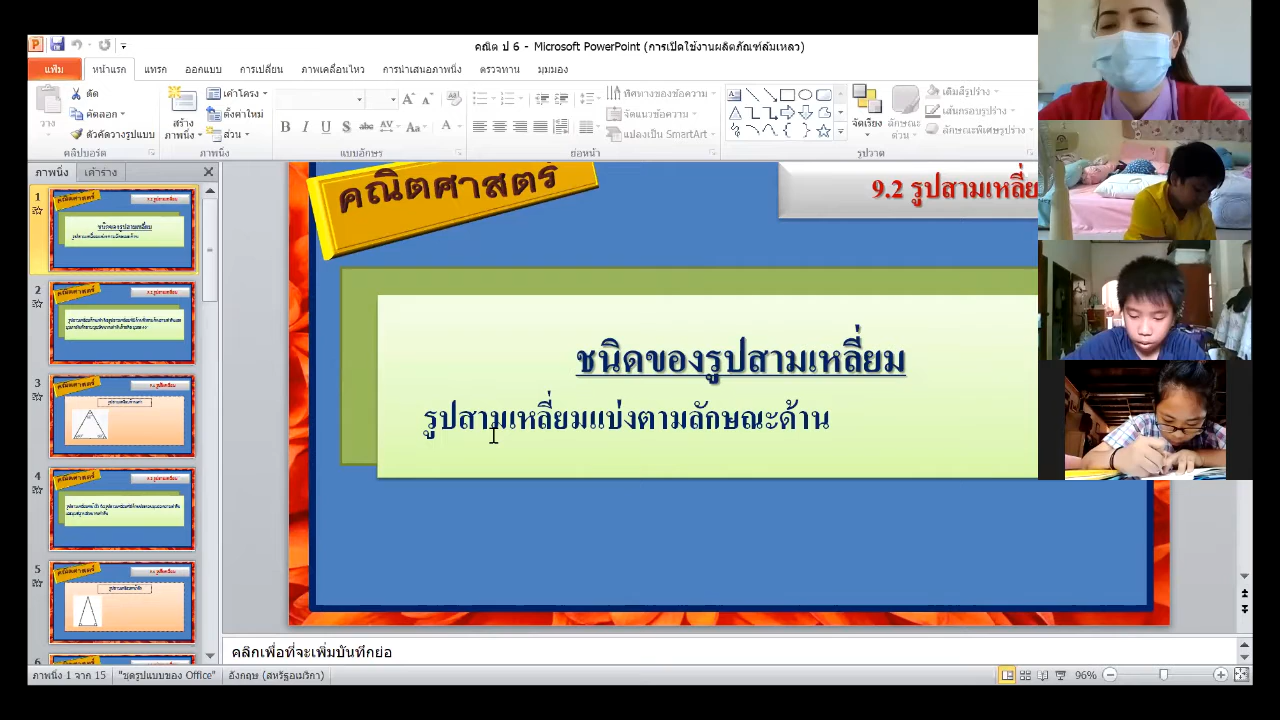 คณิต ป 6 - Microsoft PowerPoint (การเปิดใช้งานผลิตภัณฑ์ล้มเหลว)
แฟ้ม หน้าแรก แทรก ออกแบบ การเปลี่ยน ภาพเคลื่อนไหว การนำเสนอภาพนิ่ง ตรวจทาน มุมมอง
วาง
ตัด
คัดลอก
ตัวคัดวางรูปแบบ
คลิปบอร์ด
สร้าง
ภาพนิ่ง
เค้าโครง
ตั้งค่าใหม่
ส่วน
ภาพนิ่ง
B I U S abc AV Aa A
แบบอักษร
ทิศทางของข้อความ
จัดแนวข้อความ
แปลงเป็น SmartArt
ย่อหน้า
จัดเรียง
ลักษณะ
ด่วน
เติมสีรูปร่าง
เส้นกรอบรูปร่าง
ลักษณะพิเศษรูปร่าง
รูปวาด
ภาพนิ่ง เค้าร่าง
1
2
3
4
5
6
คณิตศาสตร์
9.2 รูปสามเหลี่ย
ชนิดของรูปสามเหลี่ยม
รูปสามเหลี่ยมแบ่งตามลักษณะด้าน
คลิกเพื่อที่จะเพิ่มบันทึกย่อ
ภาพนิ่ง 1 จาก 15 "ชุดรูปแบบของ Office" อังกฤษ (สหรัฐอเมริกา) 96%